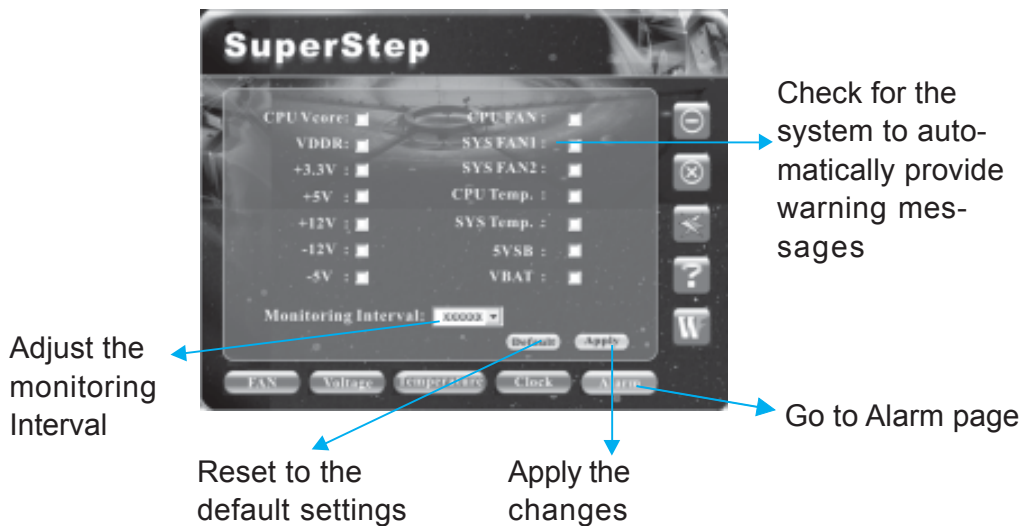 SuperStep
CPU Vcore:
CPU FAN :
VDDR:
SYS FAN1 :
+3.3V :
SYS FAN2 :
+5V :
CPU Temp. :
+12V :
SYS Temp. :
-12V :
5VSB :
-5V :
VBAT :
Monitoring Interval: xxxxx
Default Apply
FAN Voltage Temperature Clock Alarm
?
W
Check for the
system to auto-
matically provide
warning mes-
sages
Adjust the
monitoring
Interval
Go to Alarm page
Reset to the
default settings
Apply the
changes